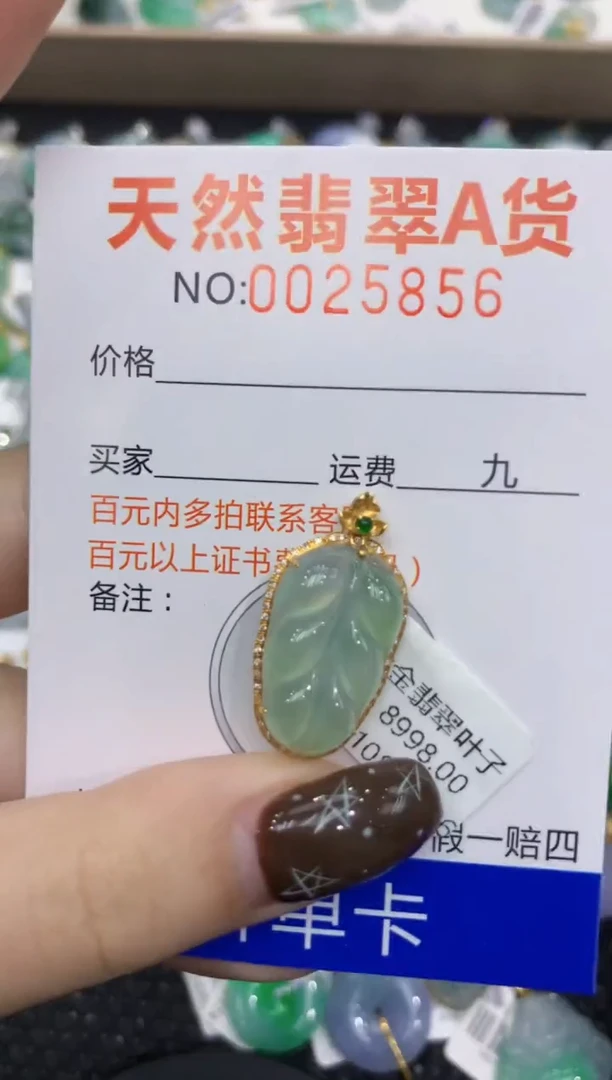 天然翡翠A货
NO:0025856
价格
买家 运费 九
百元内多拍联系客
百元以上证书 )
备注：
金翡翠叶子
8998.00
假一赔四
单卡